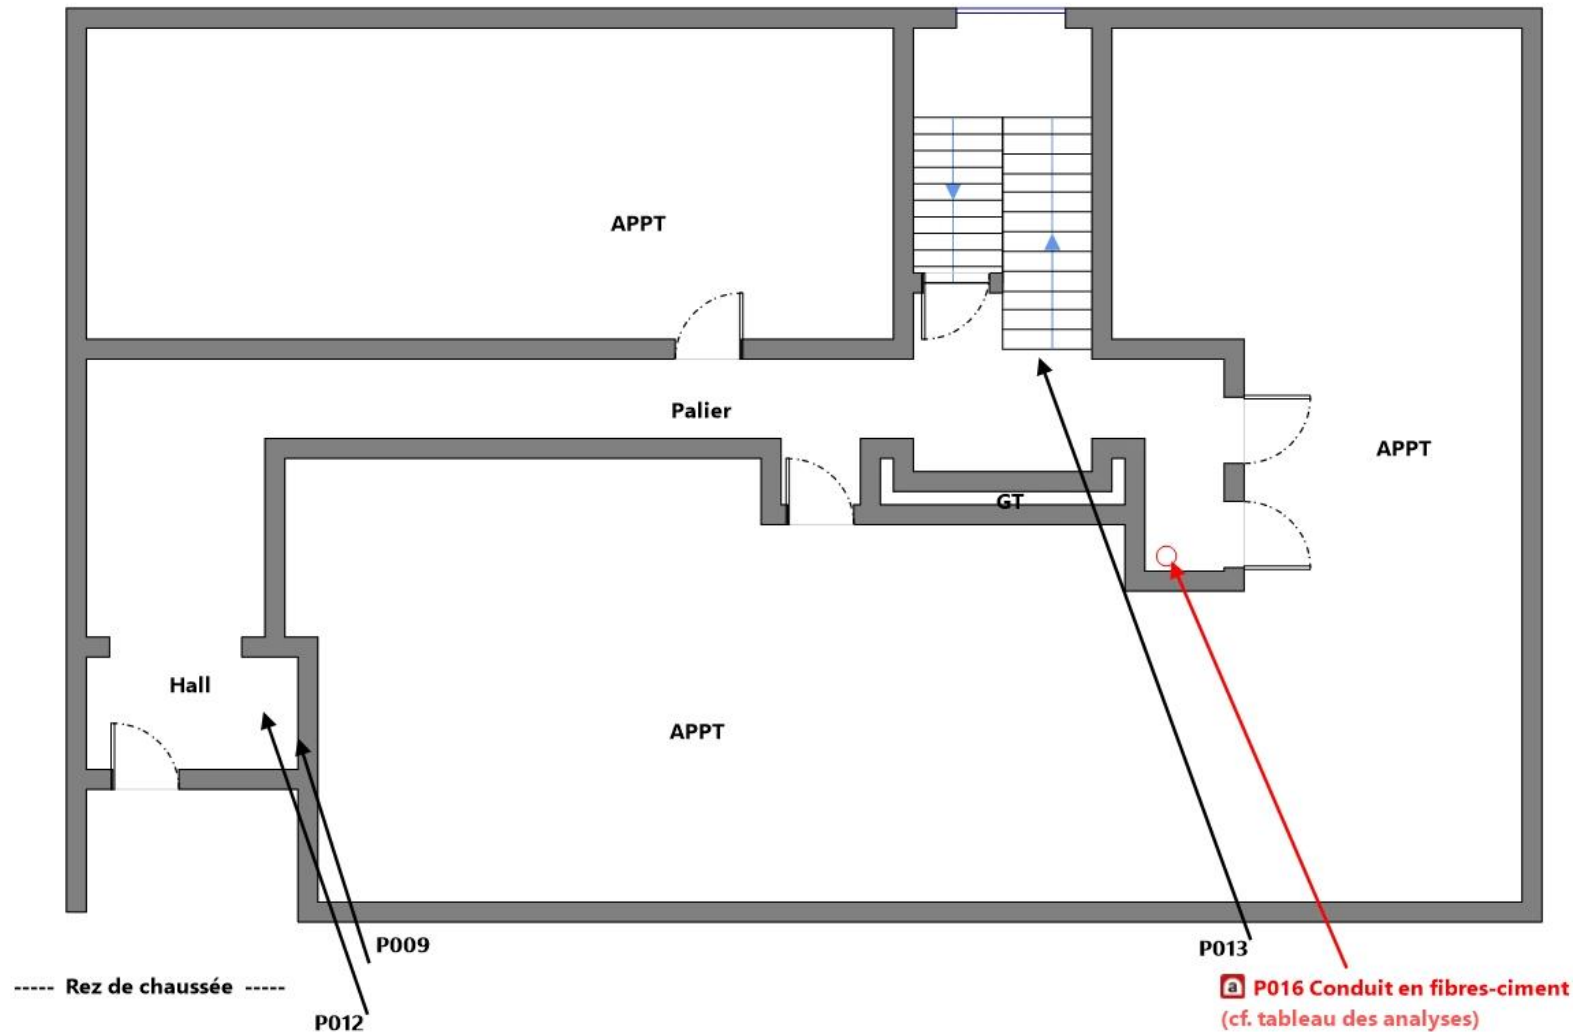 APPT
Palier
APPT
GT
Hall
APPT
P009
P013
----- Rez de chaussée -----
a P016 Conduit en fibres-ciment
P012
(cf. tableau des analyses)